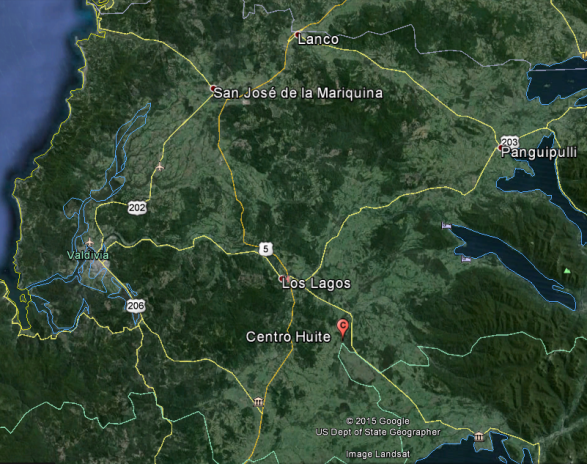 Lanco
San José de la Mariquina
203
Panguipulli
202
5
Valdivia
Los Lagos
206
C
Centro Huite
© 2015 Google
US Dept of State Geographer
Image Landsat